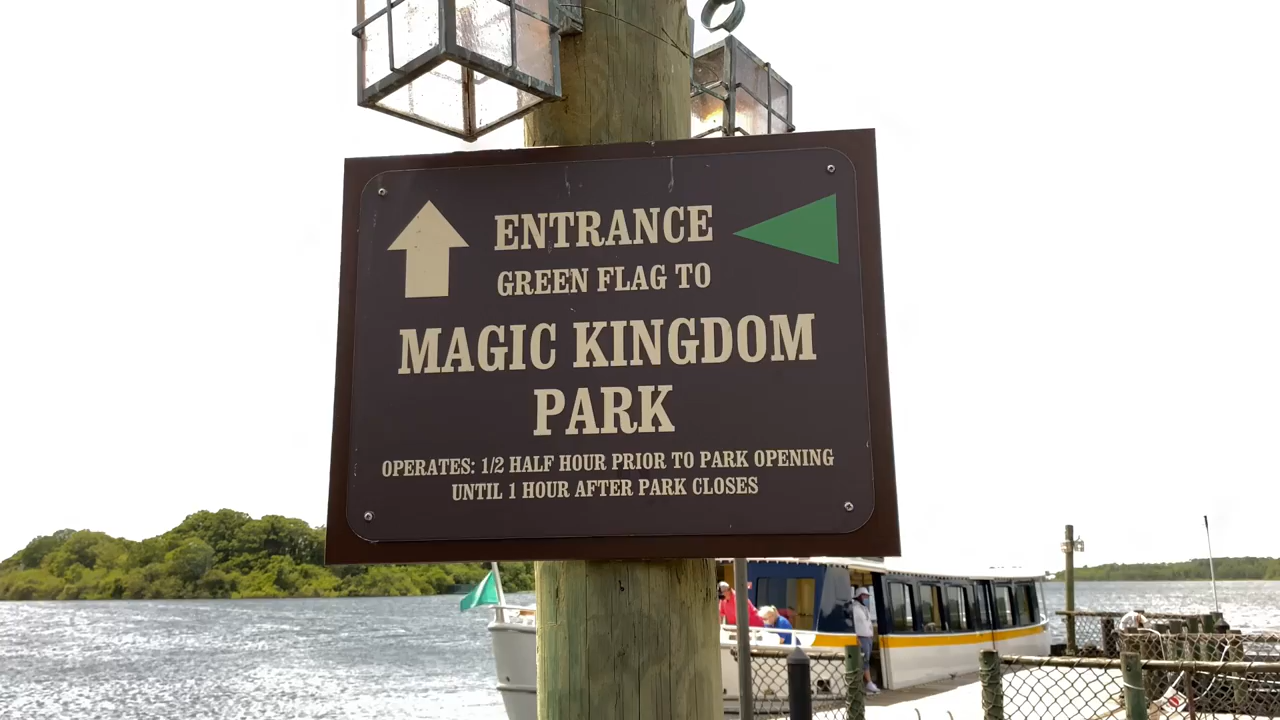 ENTRANCE
GREEN FLAG TO
MAGIC KINGDOM
PARK
OPERATES: 1/2 HALF HOUR PRIOR TO PARK OPENING
UNTIL 1 HOUR AFTER PARK CLOSES